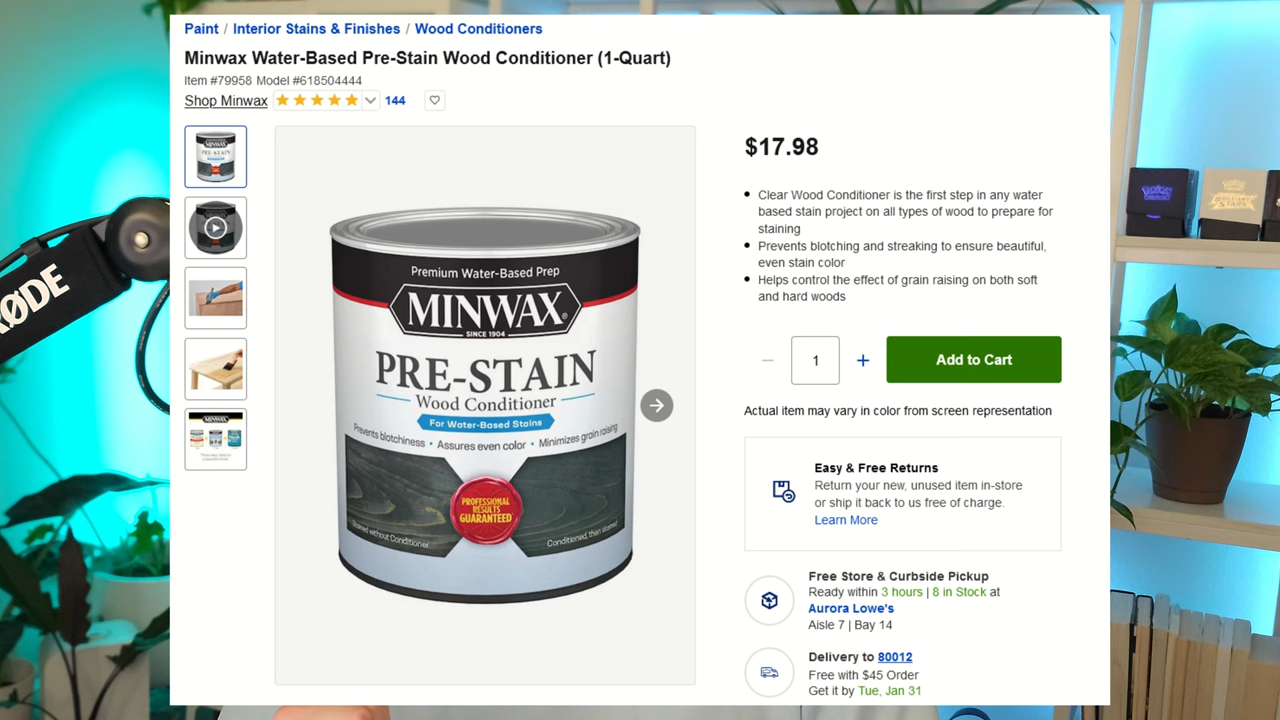 Paint / Interior Stains & Finishes / Wood Conditioners
Minwax Water-Based Pre-Stain Wood Conditioner (1-Quart)
Item #79958 Model #618504444
Shop Minwax
144
$17.98
Clear Wood Conditioner is the first step in any water
based stain project on all types of wood to prepare for
staining
Prevents blotching and streaking to ensure beautiful,
even stain color
Helps control the effect of grain raising on both soft
and hard woods
1
Add to Cart
Actual item may vary in color from screen representation
Easy & Free Returns
Return your new, unused item in-store
or ship it back to us free of charge.
Learn More
Free Store & Curbside Pickup
Ready within 3 hours | 8 in Stock at
Aurora Lowe's
Aisle 7 | Bay 14
Delivery to 80012
Free with $45 Order
Get it by Tue, Jan 31
Premium Water-Based Prep
MINWAX®
SINCE 1904
PRE-STAIN
Wood Conditioner
For Water-Based Stains
Prevents blotchiness • Assures even color • Minimizes grain raising
PROFESSIONAL
RESULTS
GUARANTEED
Stained without Conditioner
Conditioned, then stained
MINWAX
PRE-STAIN
MINWAX
RØDE